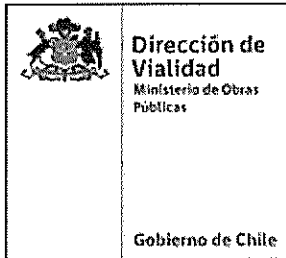 Dirección de
Vialidad
Ministerio de Obras
Públicas
Gobierno de Chile